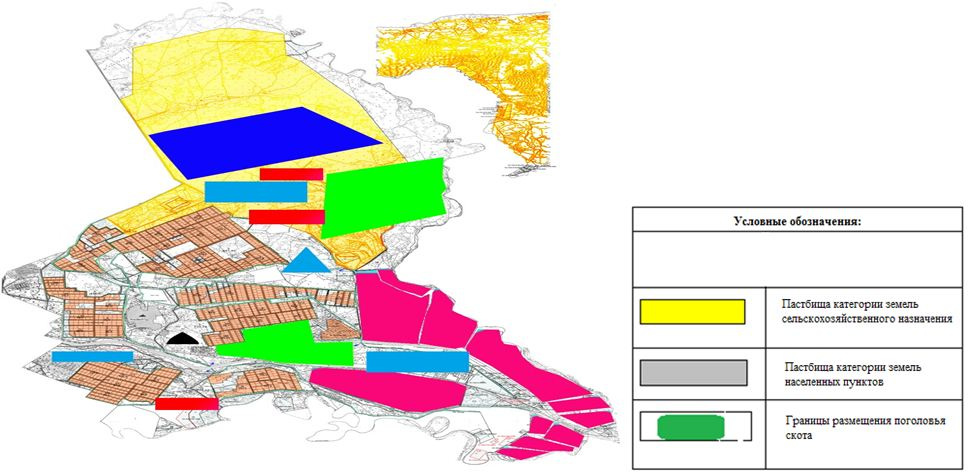 Условные обозначения:
Пастбища категории земель
сельскохозяйственного назначения
Пастбища категории земель
населенных пунктов
Границы размещения поголовья
скота